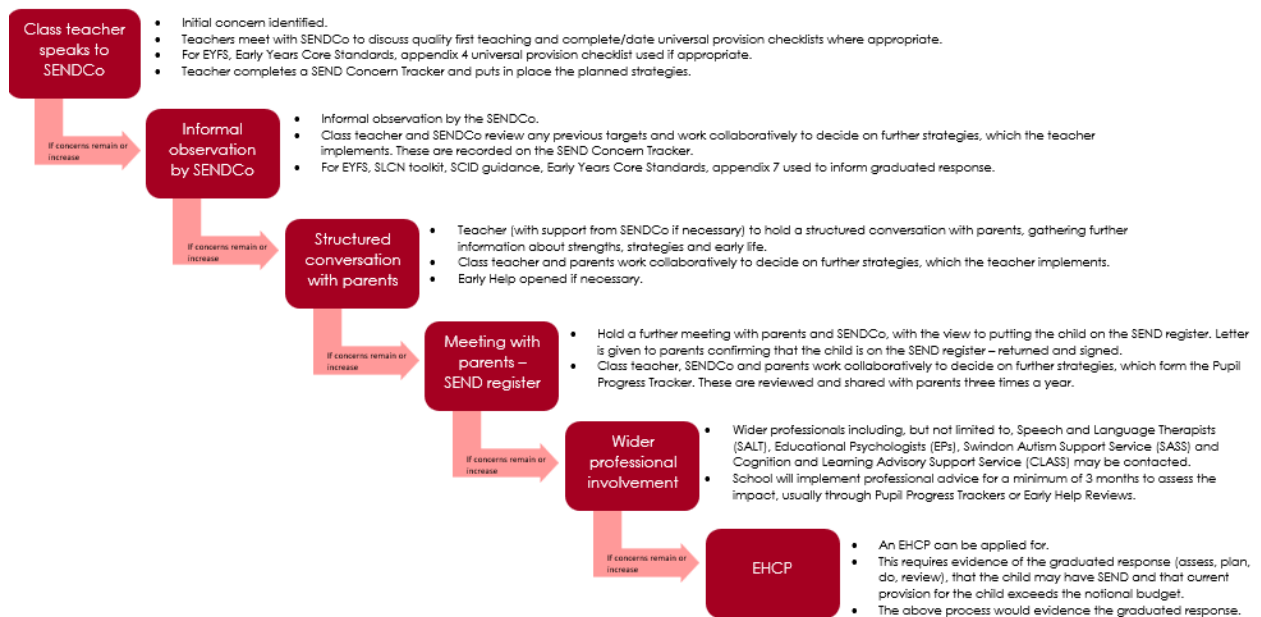 Class teacher
speaks to
SENDCo
• Initial concern identified.
• Teachers meet with SENDCo to discuss quality first teaching and complete/date universal provision checklists where appropriate.
• For EYFS, Early Years Core Standards, appendix 4 universal provision checklist used if appropriate.
• Teacher completes a SEND Concern Tracker and puts in place the planned strategies.
If concerns remain or
increase
Informal
observation
by SENDCo
• Informal observation by the SENDCo.
• Class teacher and SENDCo review any previous targets and work collaboratively to decide on further strategies, which the teacher
implements. These are recorded on the SEND Concern Tracker.
• For EYFS, SLCN toolkit, SCID guidance, Early Years Core Standards, appendix 7 used to inform graduated response.
If concerns remain or
increase
Structured
conversation
with parents
• Teacher (with support from SENDCo if necessary) to hold a structured conversation with parents, gathering further
information about strengths, strategies and early life.
• Class teacher and parents work collaboratively to decide on further strategies, which the teacher implements.
• Early Help opened if necessary.
If concerns remain or
increase
Meeting with
parents –
SEND register
• Hold a further meeting with parents and SENDCo, with the view to putting the child on the SEND register. Letter
is given to parents confirming that the child is on the SEND register – returned and signed.
• Class teacher, SENDCo and parents work collaboratively to decide on further strategies, which form the Pupil
Progress Tracker. These are reviewed and shared with parents three times a year.
If concerns remain or
increase
Wider
professional
involvement
• Wider professionals including, but not limited to, Speech and Language Therapists
(SALT), Educational Psychologists (EPs), Swindon Autism Support Service (SASS) and
Cognition and Learning Advisory Support Service (CLASS) may be contacted.
• School will implement professional advice for a minimum of 3 months to assess the
impact, usually through Pupil Progress Trackers or Early Help Reviews.
If concerns remain or
increase
EHCP
• An EHCP can be applied for.
• This requires evidence of the graduated response (assess, plan,
do, review), that the child may have SEND and that current
provision for the child exceeds the notional budget.
• The above process would evidence the graduated response.